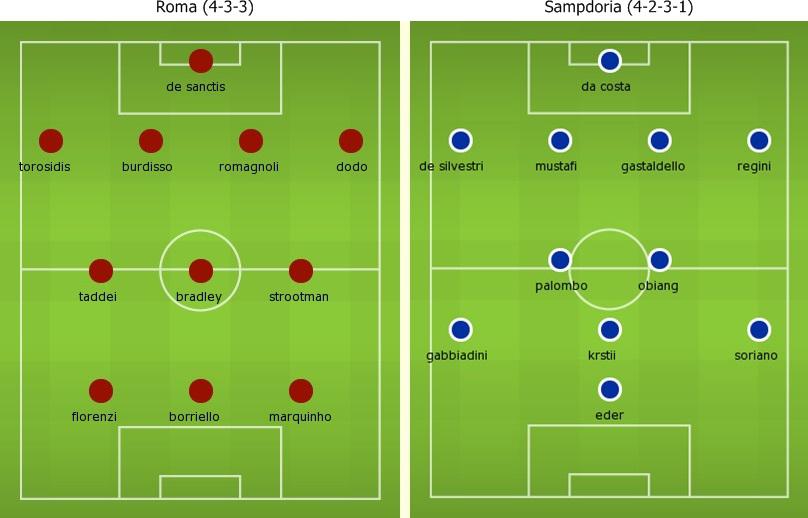 Roma (4-3-3)
de sanctis
torosidis burdisso romagnoli dodo
taddei bradley strootman
florenzi borriello marquinho
Sampdoria (4-2-3-1)
da costa
de silvestri mustafi gastaldello regini
palombo obiang
gabbiadini krstii soriano
eder